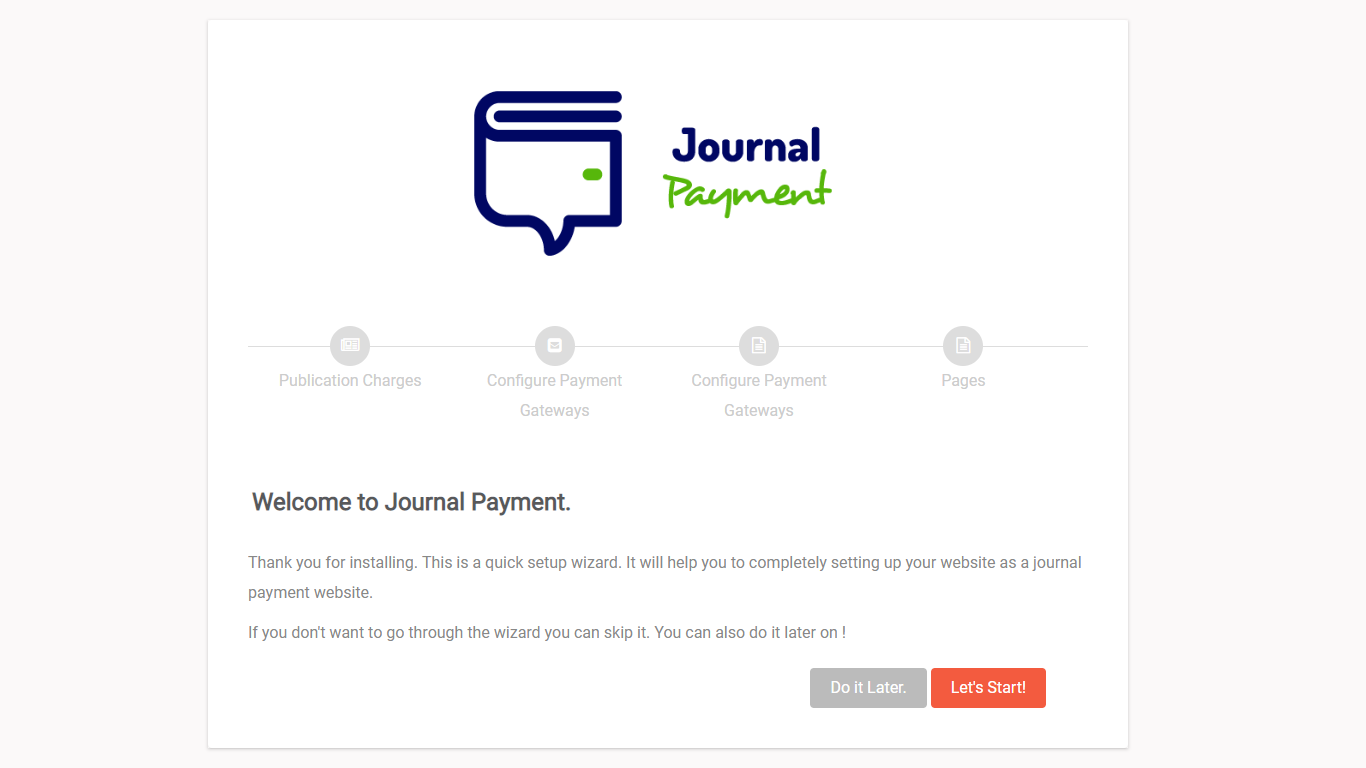 Journal
Payment
Publication Charges
Configure Payment
Gateways
Configure Payment
Gateways
Pages
Welcome to Journal Payment.
Thank you for installing. This is a quick setup wizard. It will help you to completely setting up your website as a journal
payment website.
If you don't want to go through the wizard you can skip it. You can also do it later on !
Do it Later.
Let's Start!